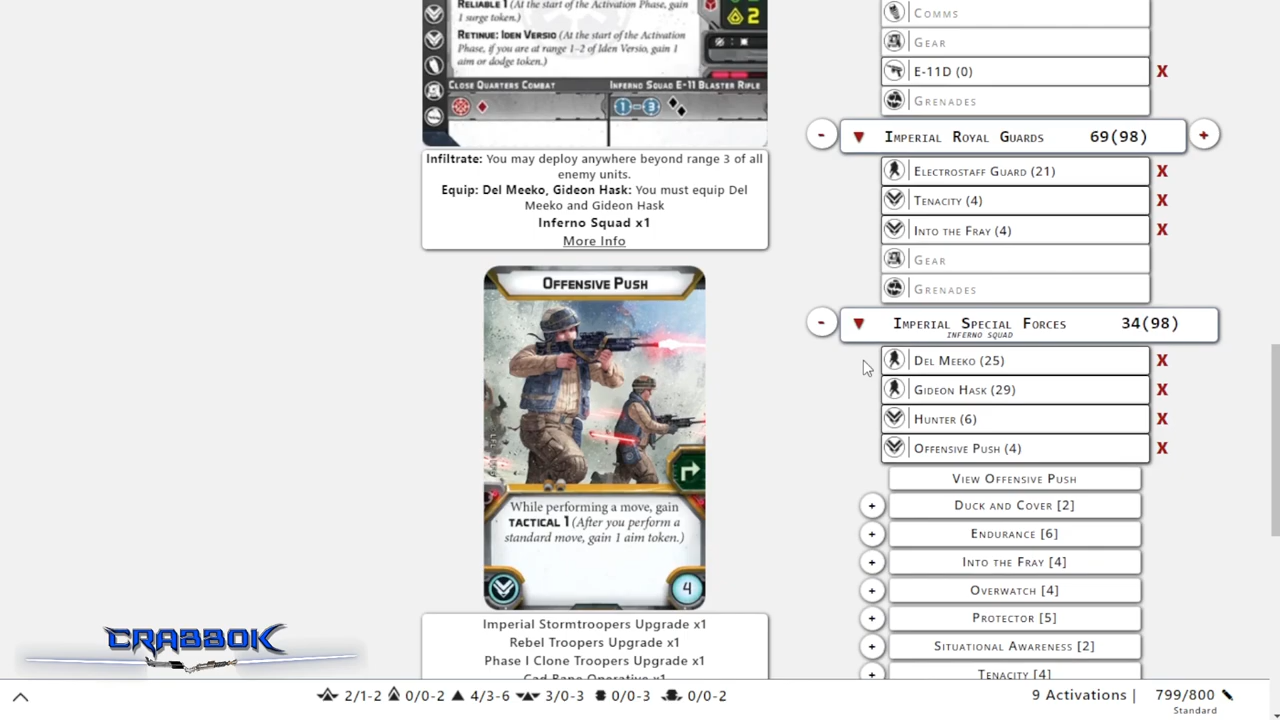 RELIABLE 1 (At the start of the Activation Phase, gain
1 surge token.)
RETINUE: IDEN VERSIO (At the start of the Activation
Phase, if you are at range 1–2 of Iden Versio, gain 1
aim or dodge token.)
2
CLOSE QUARTERS COMBAT
INFERNO SQUAD E-11 BLASTER RIFLE
1-3
Infiltrate: You may deploy anywhere beyond range 3 of all
enemy units.
Equip: Del Meeko, Gideon Hask: You must equip Del
Meeko and Gideon Hask
Inferno Squad x1
More Info
OFFENSIVE PUSH
While performing a move, gain
TACTICAL 1 (After you perform a
standard move, gain 1 aim token.)
4
Imperial Stormtroopers Upgrade x1
Rebel Troopers Upgrade x1
Phase I Clone Troopers Upgrade x1
Cad Bane Operative x1
COMMS
GEAR
E-11D (0) X
GRENADES
- IMPERIAL ROYAL GUARDS 69(98) +
ELECTROSTAFF GUARD (21) X
TENACITY (4) X
INTO THE FRAY (4) X
GEAR
GRENADES
- IMPERIAL SPECIAL FORCES 34(98)
INFERNO SQUAD
DEL MEEKO (25) X
GIDEON HASK (29) X
HUNTER (6) X
OFFENSIVE PUSH (4) X
VIEW OFFENSIVE PUSH
+ DUCK AND COVER [2]
+ ENDURANCE [6]
+ INTO THE FRAY [4]
+ OVERWATCH [4]
+ PROTECTOR [5]
+ SITUATIONAL AWARENESS [2]
+ TENACITY [4]
CRABBOK
2/1-2 0/0-2 4/3-6 3/0-3 0/0-3 0/0-2
9 Activations | 799/800
Standard